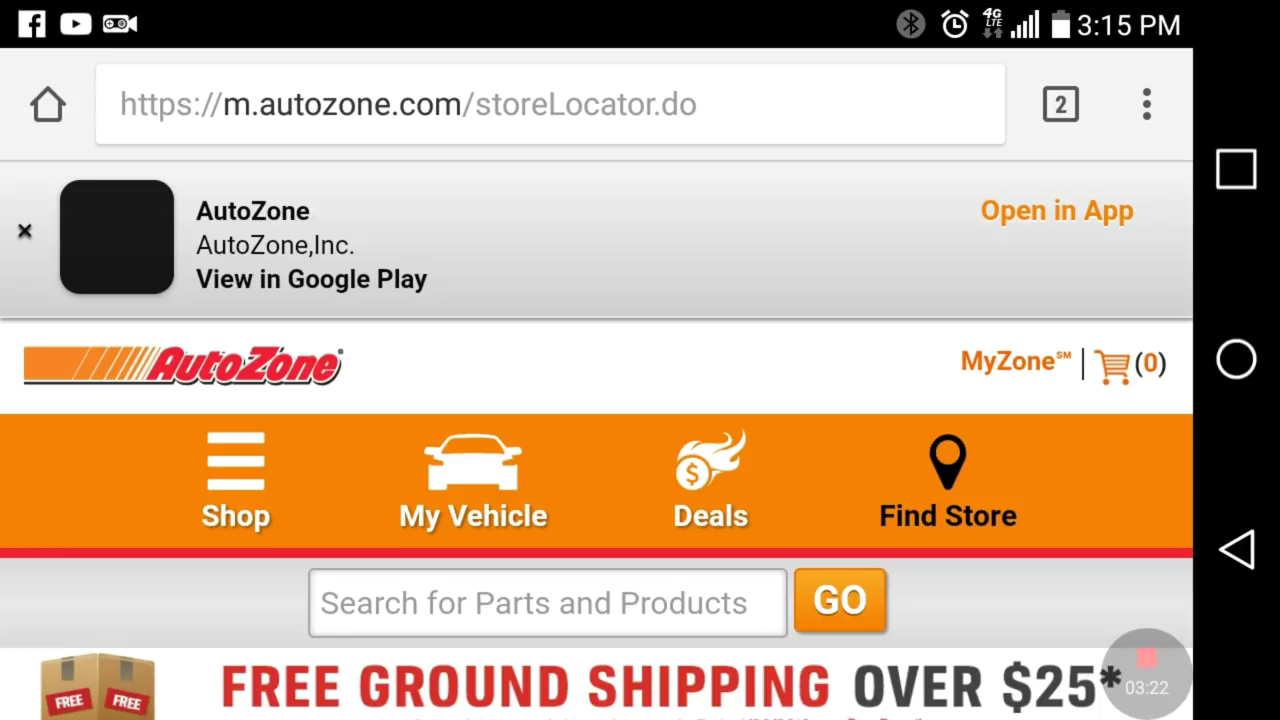 4G LTE 3:15 PM
https://m.autozone.com/storeLocator.do 2
AutoZone
AutoZone,Inc.
View in Google Play
Open in App
AutoZone
MyZone℠ | (0)
Shop My Vehicle Deals Find Store
Search for Parts and Products GO
FREE FREE
FREE GROUND SHIPPING OVER $25*
03:22